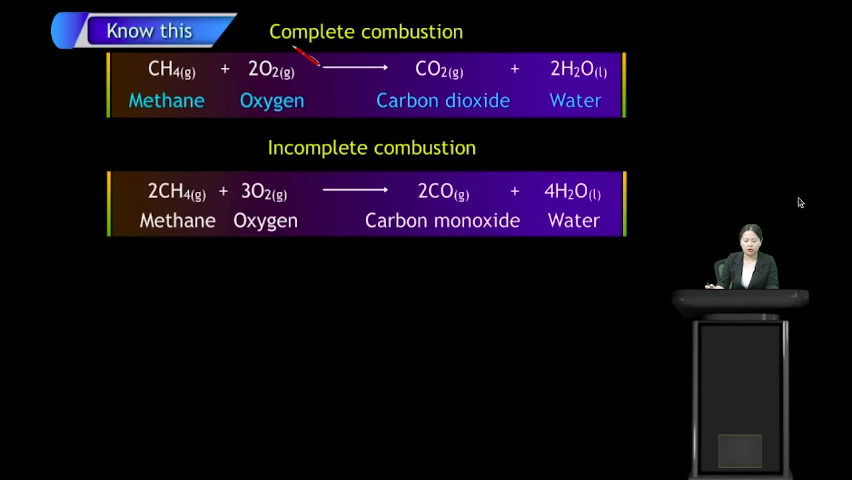 Know this
Complete combustion
CH₄(g) + 2O₂(g) ⟶ CO₂(g) + 2H₂O(l)
Methane Oxygen Carbon dioxide Water
Incomplete combustion
2CH₄(g) + 3O₂(g) ⟶ 2CO(g) + 4H₂O(l)
Methane Oxygen Carbon monoxide Water